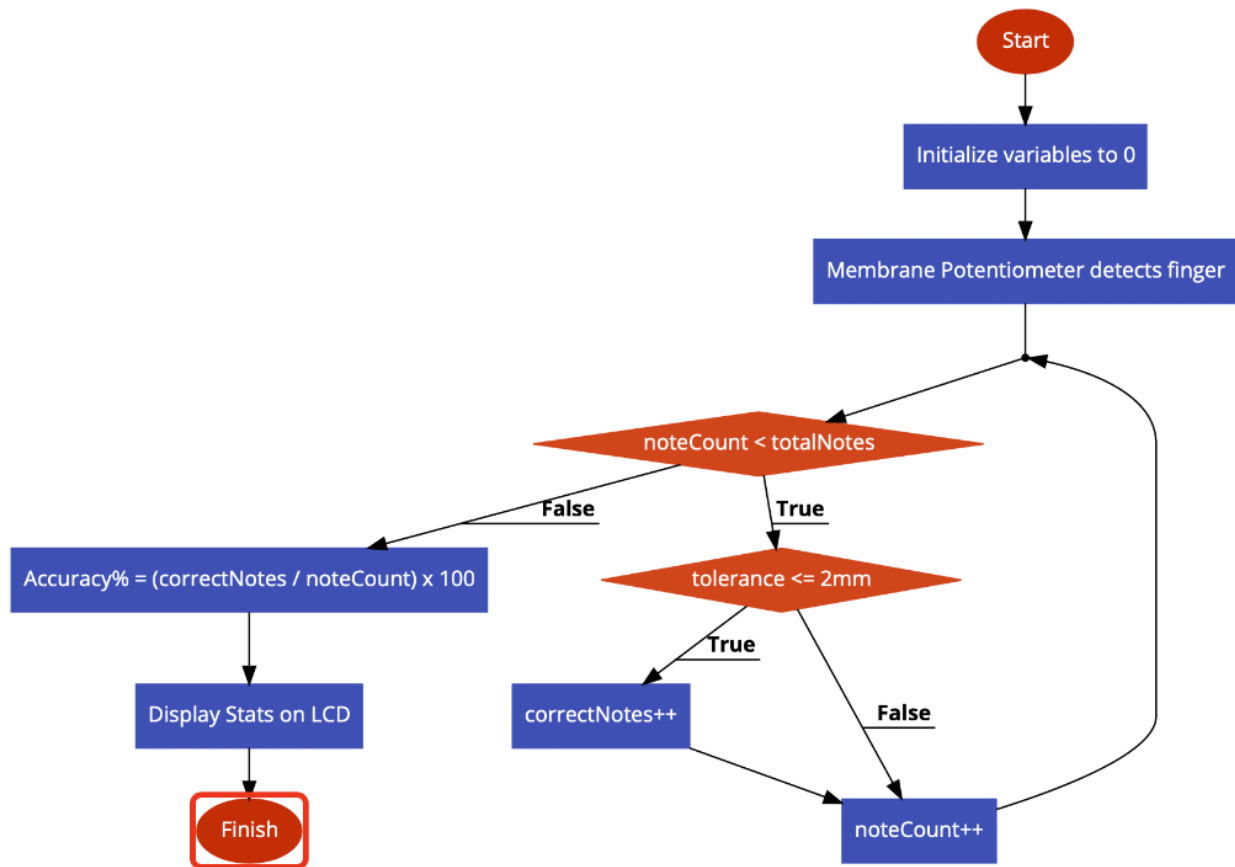 Start
Initialize variables to 0
Membrane Potentiometer detects finger
noteCount < totalNotes
False
True
Accuracy% = (correctNotes / noteCount) x 100
tolerance <= 2mm
True
Display Stats on LCD
correctNotes++
False
Finish
noteCount++